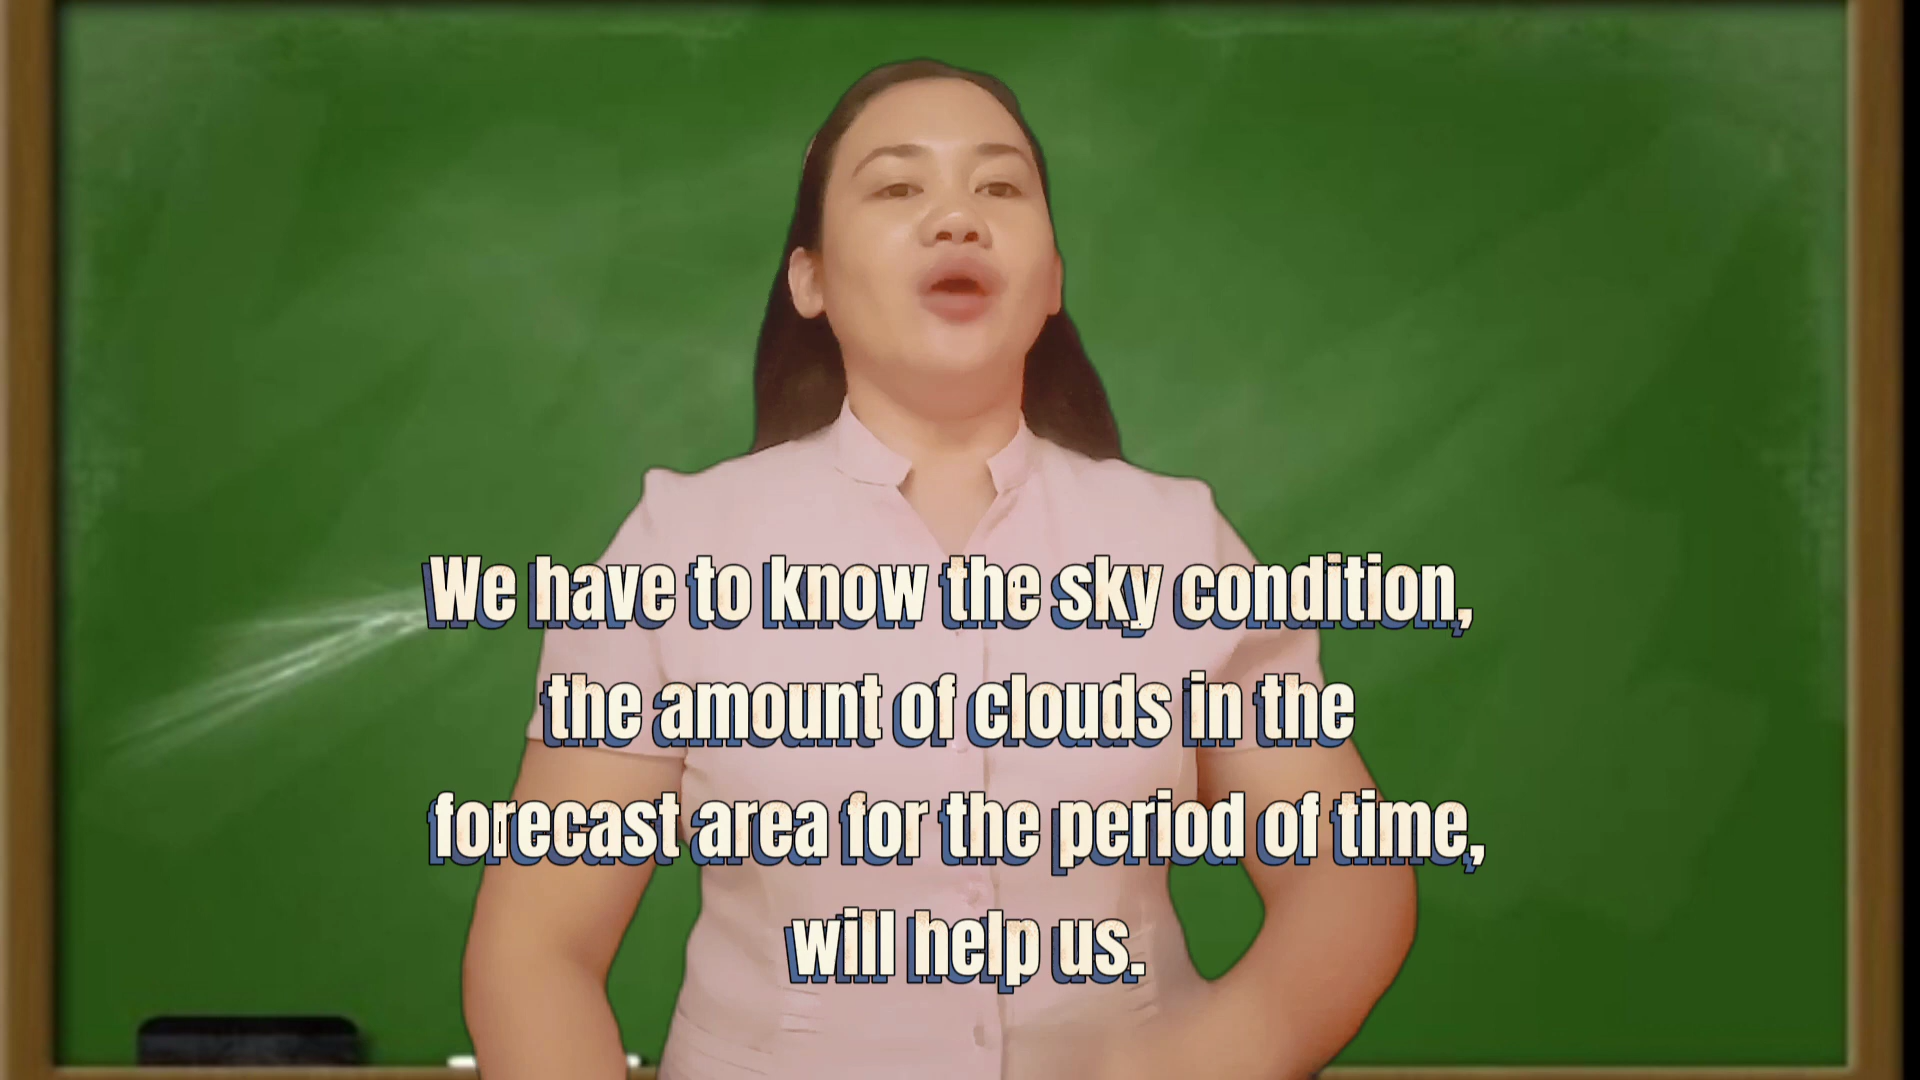 We have to know the sky condition,
the amount of clouds in the
forecast area for the period of time,
will help us.